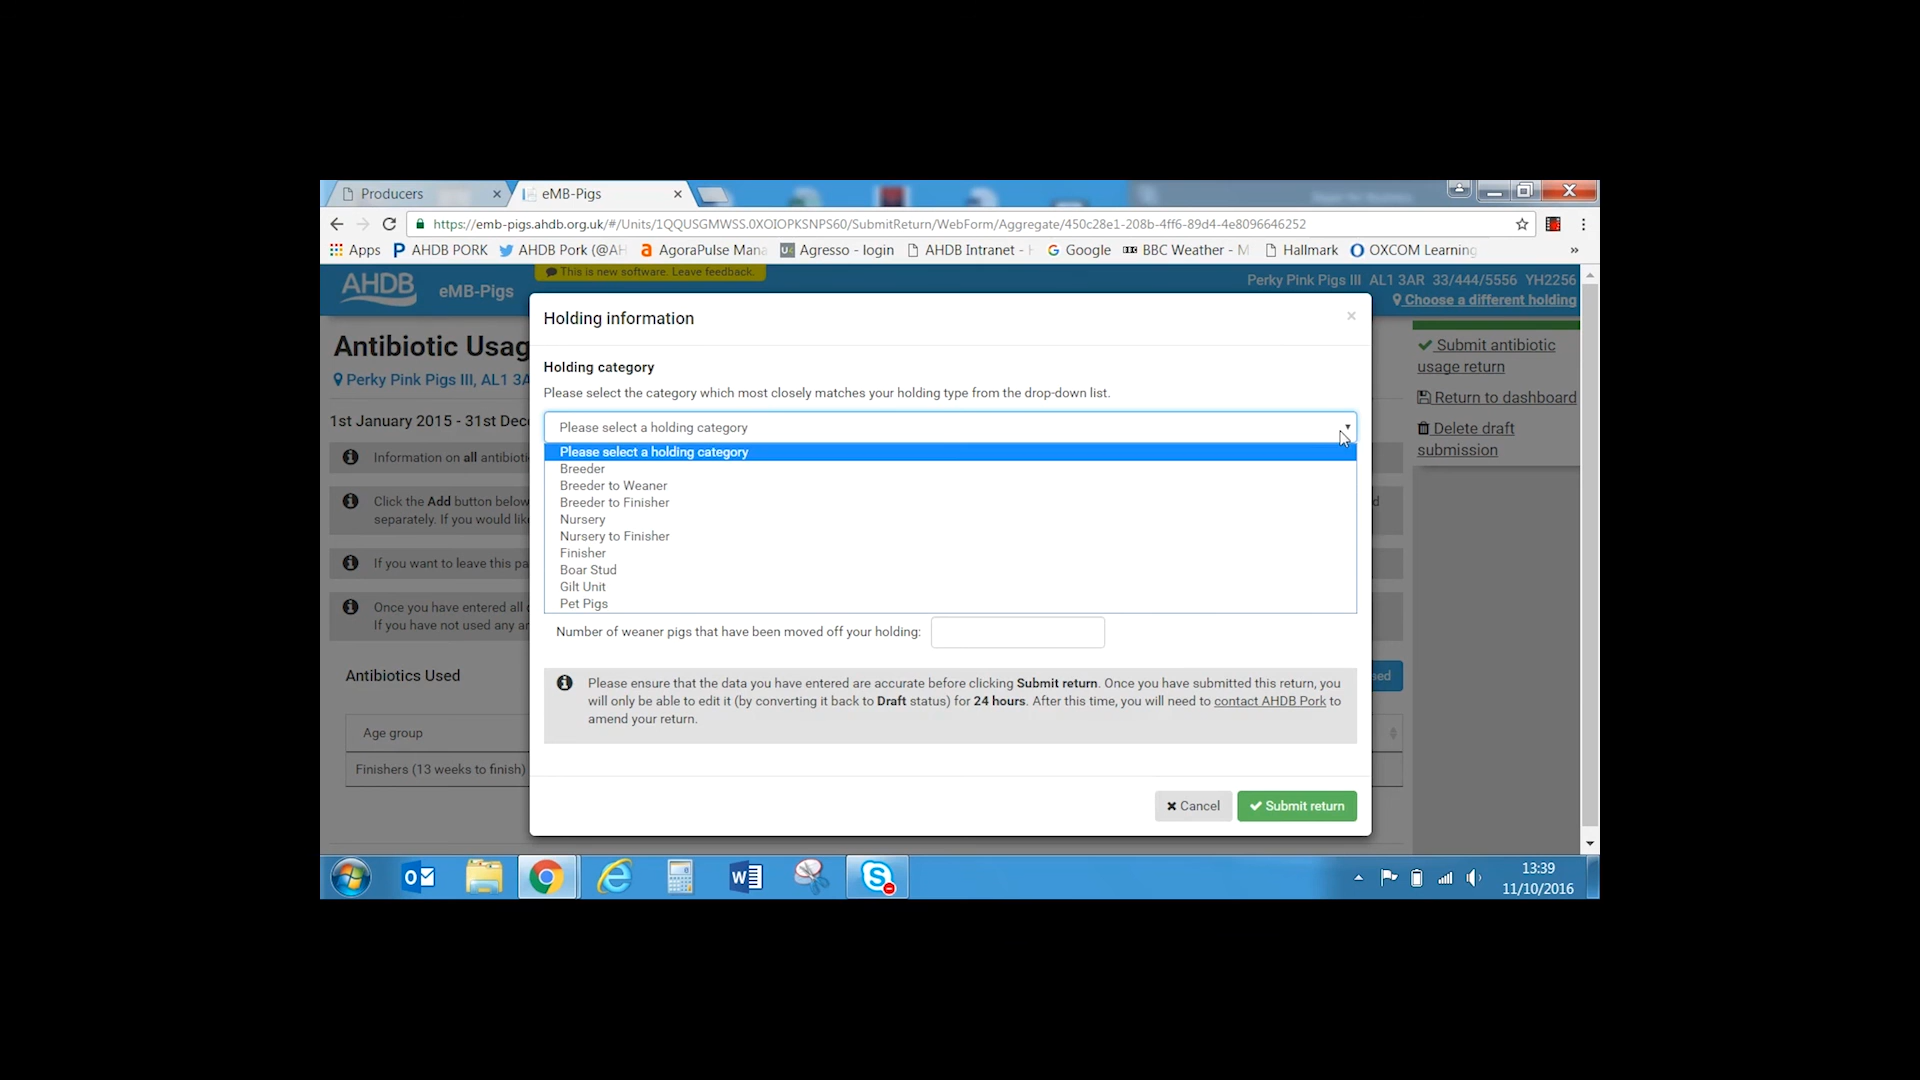 Producers
eMB-Pigs
https://emb-pigs.ahdb.org.uk/#/Units/1QQUSGMWSS.0XOIOPKSNPS60/SubmitReturn/WebForm/Aggregate/450c28e1-208b-4ff6-89d4-4e8096646252
Apps AHDB PORK AHDB Pork (@AH AgoraPulse Mana Agresso - login AHDB Intranet - Google BBC Weather - M Hallmark OXCOM Learning »
AHDB eMB-Pigs
This is new software. Leave feedback.
Perky Pink Pigs III AL1 3AR 33/444/5556 YH2256
Choose a different holding
Antibiotic Usag
Perky Pink Pigs III, AL1 3A
1st January 2015 - 31st Dec
Information on all antibioti
Click the Add button below
separately. If you would like
If you want to leave this pa
Once you have entered all
If you have not used any an
Antibiotics Used
Age group
Finishers (13 weeks to finish)
Holding information
Holding category
Please select the category which most closely matches your holding type from the drop-down list.
Please select a holding category
Please select a holding category
Breeder
Breeder to Weaner
Breeder to Finisher
Nursery
Nursery to Finisher
Finisher
Boar Stud
Gilt Unit
Pet Pigs
Number of weaner pigs that have been moved off your holding:
Please ensure that the data you have entered are accurate before clicking Submit return. Once you have submitted this return, you
will only be able to edit it (by converting it back to Draft status) for 24 hours. After this time, you will need to contact AHDB Pork to
amend your return.
Cancel
Submit return
d
sed
Submit antibiotic
usage return
Return to dashboard
Delete draft
submission
13:39
11/10/2016